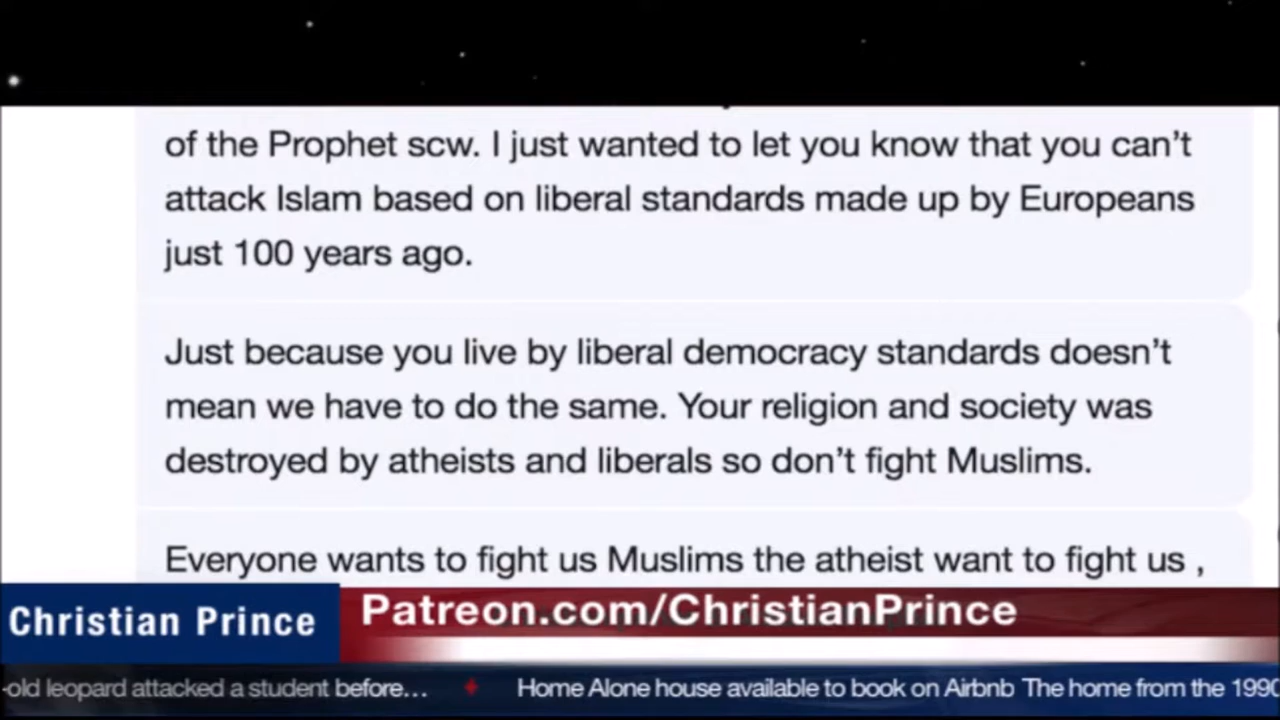 of the Prophet scw. I just wanted to let you know that you can't
attack Islam based on liberal standards made up by Europeans
just 100 years ago.
Just because you live by liberal democracy standards doesn't
mean we have to do the same. Your religion and society was
destroyed by atheists and liberals so don't fight Muslims.
Everyone wants to fight us Muslims the atheist want to fight us ,
Christian Prince
Patreon.com/ChristianPrince
-old leopard attacked a student before... Home Alone house available to book on Airbnb The home from the 1990